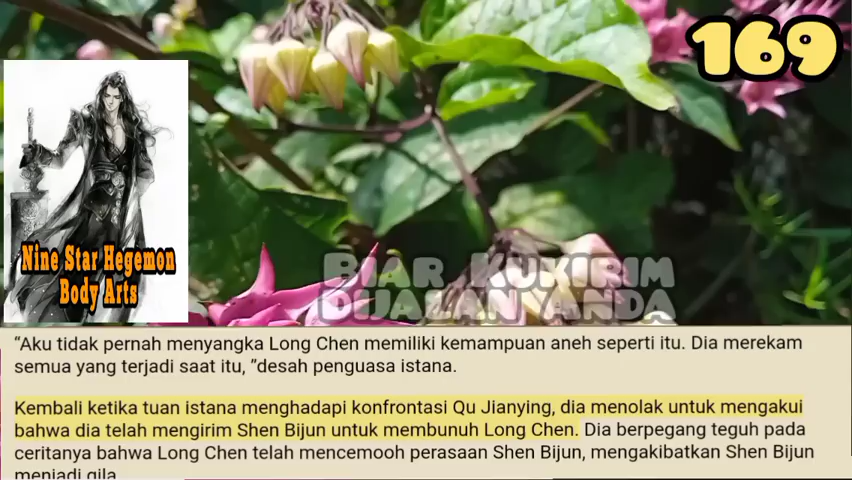 169
Nine Star Hegemon
Body Arts
BIAR KUKIRIM
DIJALAN YANDA
“Aku tidak pernah menyangka Long Chen memiliki kemampuan aneh seperti itu. Dia merekam
semua yang terjadi saat itu, ”desah penguasa istana.
Kembali ketika tuan istana menghadapi konfrontasi Qu Jianying, dia menolak untuk mengakui
bahwa dia telah mengirim Shen Bijun untuk membunuh Long Chen. Dia berpegang teguh pada
ceritanya bahwa Long Chen telah mencemooh perasaan Shen Bijun, mengakibatkan Shen Bijun
menjadi gila.